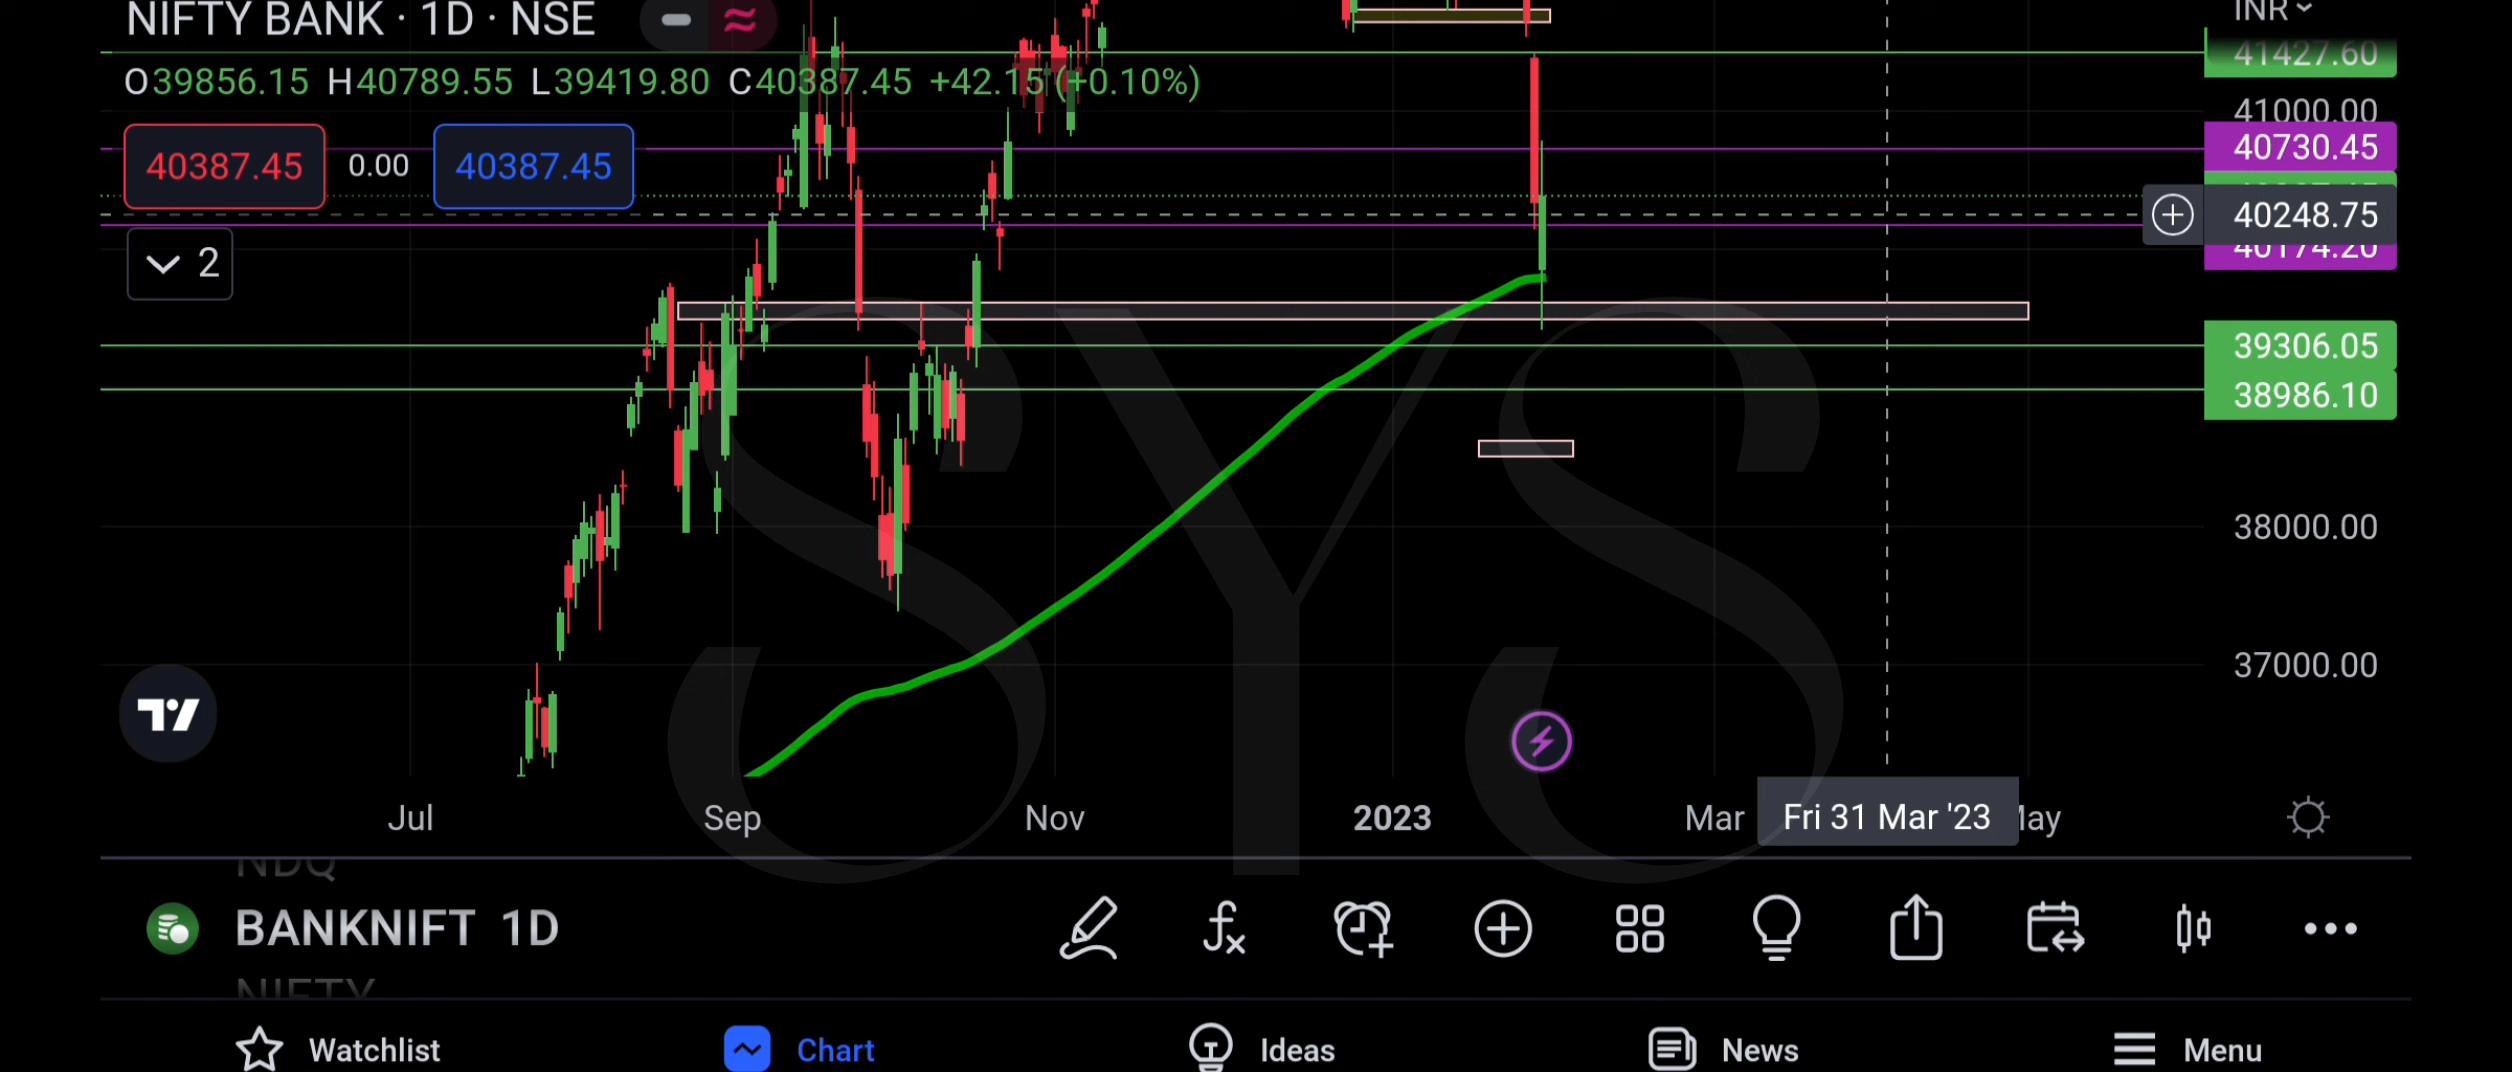 NIFTY BANK · 1D · NSE
INR
O39856.15 H40789.55 L39419.80 C40387.45 +42.15 (+0.10%)
41427.60
41000.00
40387.45 0.00 40387.45
40730.45
40248.75
40174.20
2
39306.05
38986.10
38000.00
37000.00
SYS
Jul Sep Nov 2023 Mar Fri 31 Mar '23 May
NDQ
BANKNIFT 1D
NIFTY
Watchlist Chart Ideas News Menu